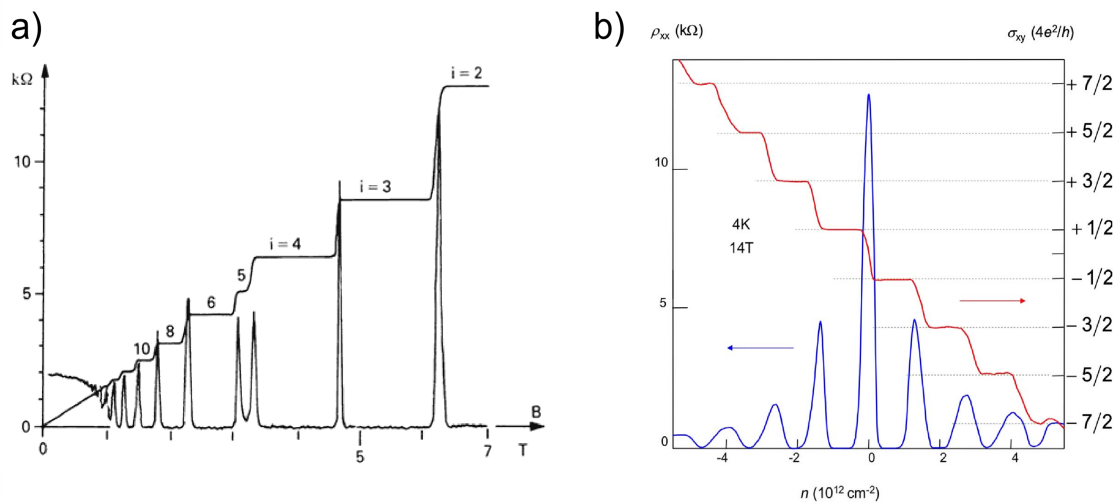 a)
kΩ
i = 2
10
i = 3
i = 4
5
5
6
10
8
0
B
0
5
7
T
b)
ρxx (kΩ)
σxy (4e²/h)
+ 7/2
+ 5/2
10
+ 3/2
4K
+ 1/2
14T
− 1/2
5
− 3/2
− 5/2
0
− 7/2
-4
-2
0
2
4
n (10¹² cm⁻²)